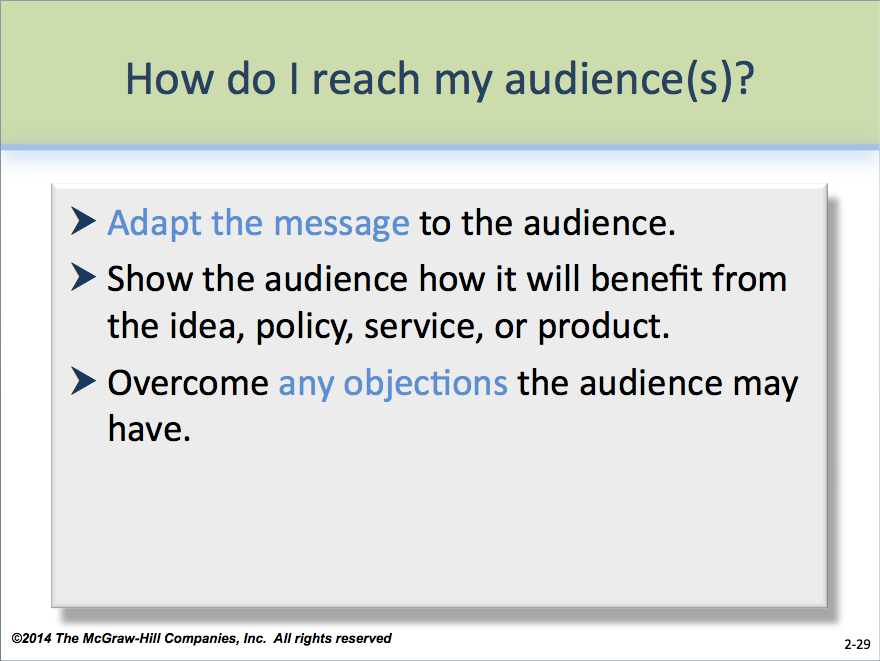 How do I reach my audience(s)?
Adapt the message to the audience.
Show the audience how it will benefit from
the idea, policy, service, or product.
Overcome any objections the audience may
have.
©2014 The McGraw-Hill Companies, Inc.  All rights reserved
2-29